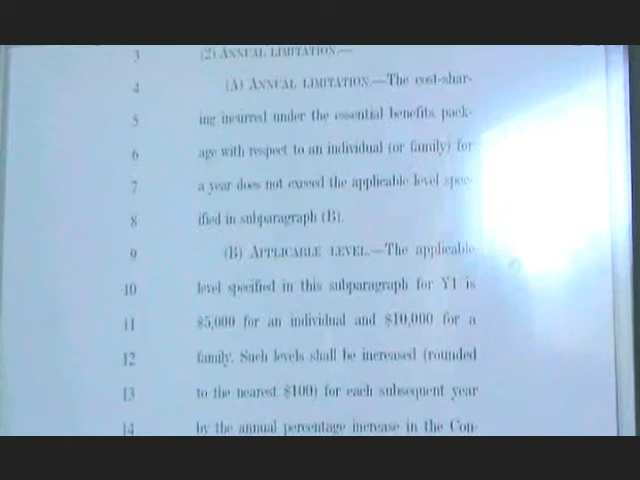 3 (2) ANNUAL LIMITATION.—
4 (A) ANNUAL LIMITATION.—The cost-shar-
5 ing incurred under the essential benefits pack-
6 age with respect to an individual (or family) for
7 a year does not exceed the applicable level spec-
8 ified in subparagraph (B).
9 (B) APPLICABLE LEVEL.—The applicable
10 level specified in this subparagraph for Y1 is
11 $5,000 for an individual and $10,000 for a
12 family. Such levels shall be increased (rounded
13 to the nearest $100) for each subsequent year
14 by the annual percentage increase in the Con-